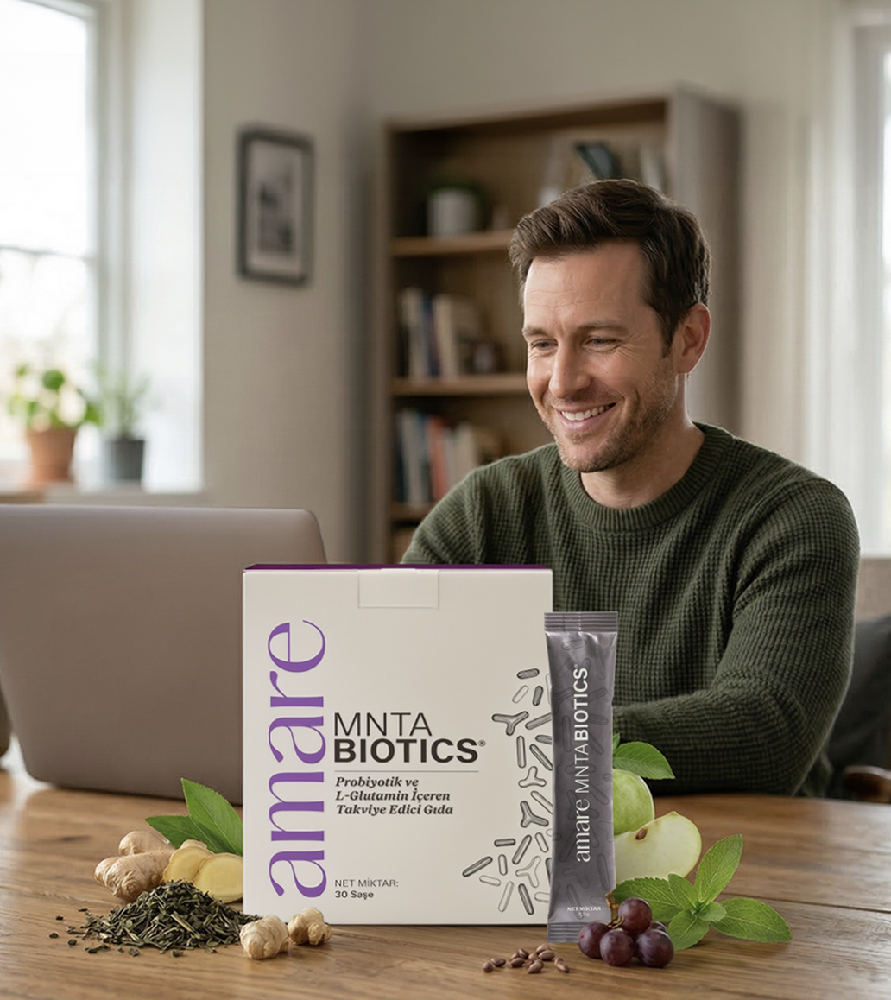 amare
MNTA
BIOTICS®
Probiyotik ve
L-Glutamin İçeren
Takviye Edici Gıda
NET MİKTAR:
30 Saşe
amare MNTABIOTICS®
NET MİKTAR